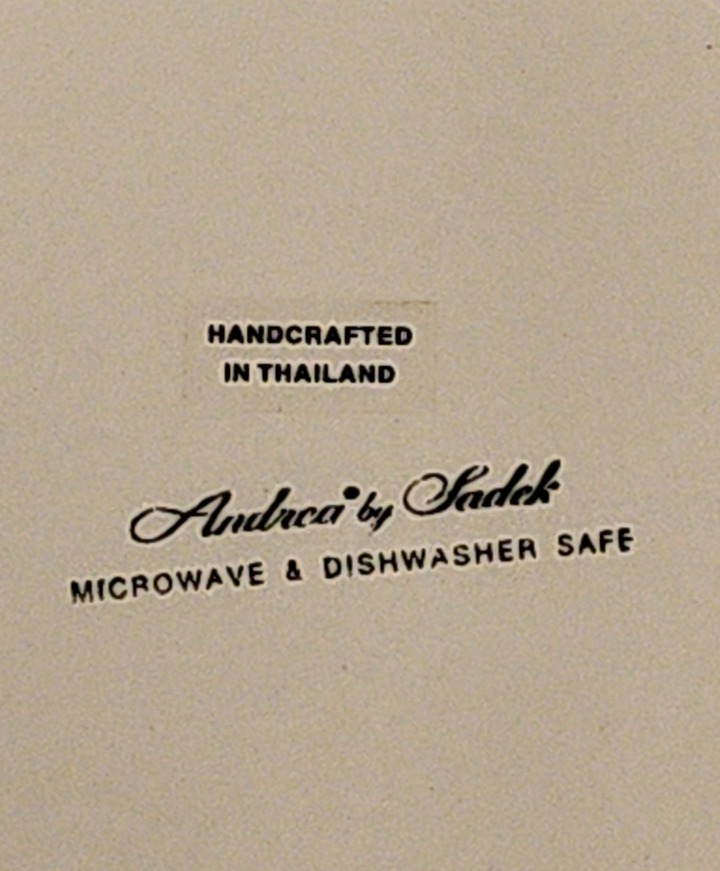 HANDCRAFTED
IN THAILAND
Andrea® by Sadek
MICROWAVE & DISHWASHER SAFE